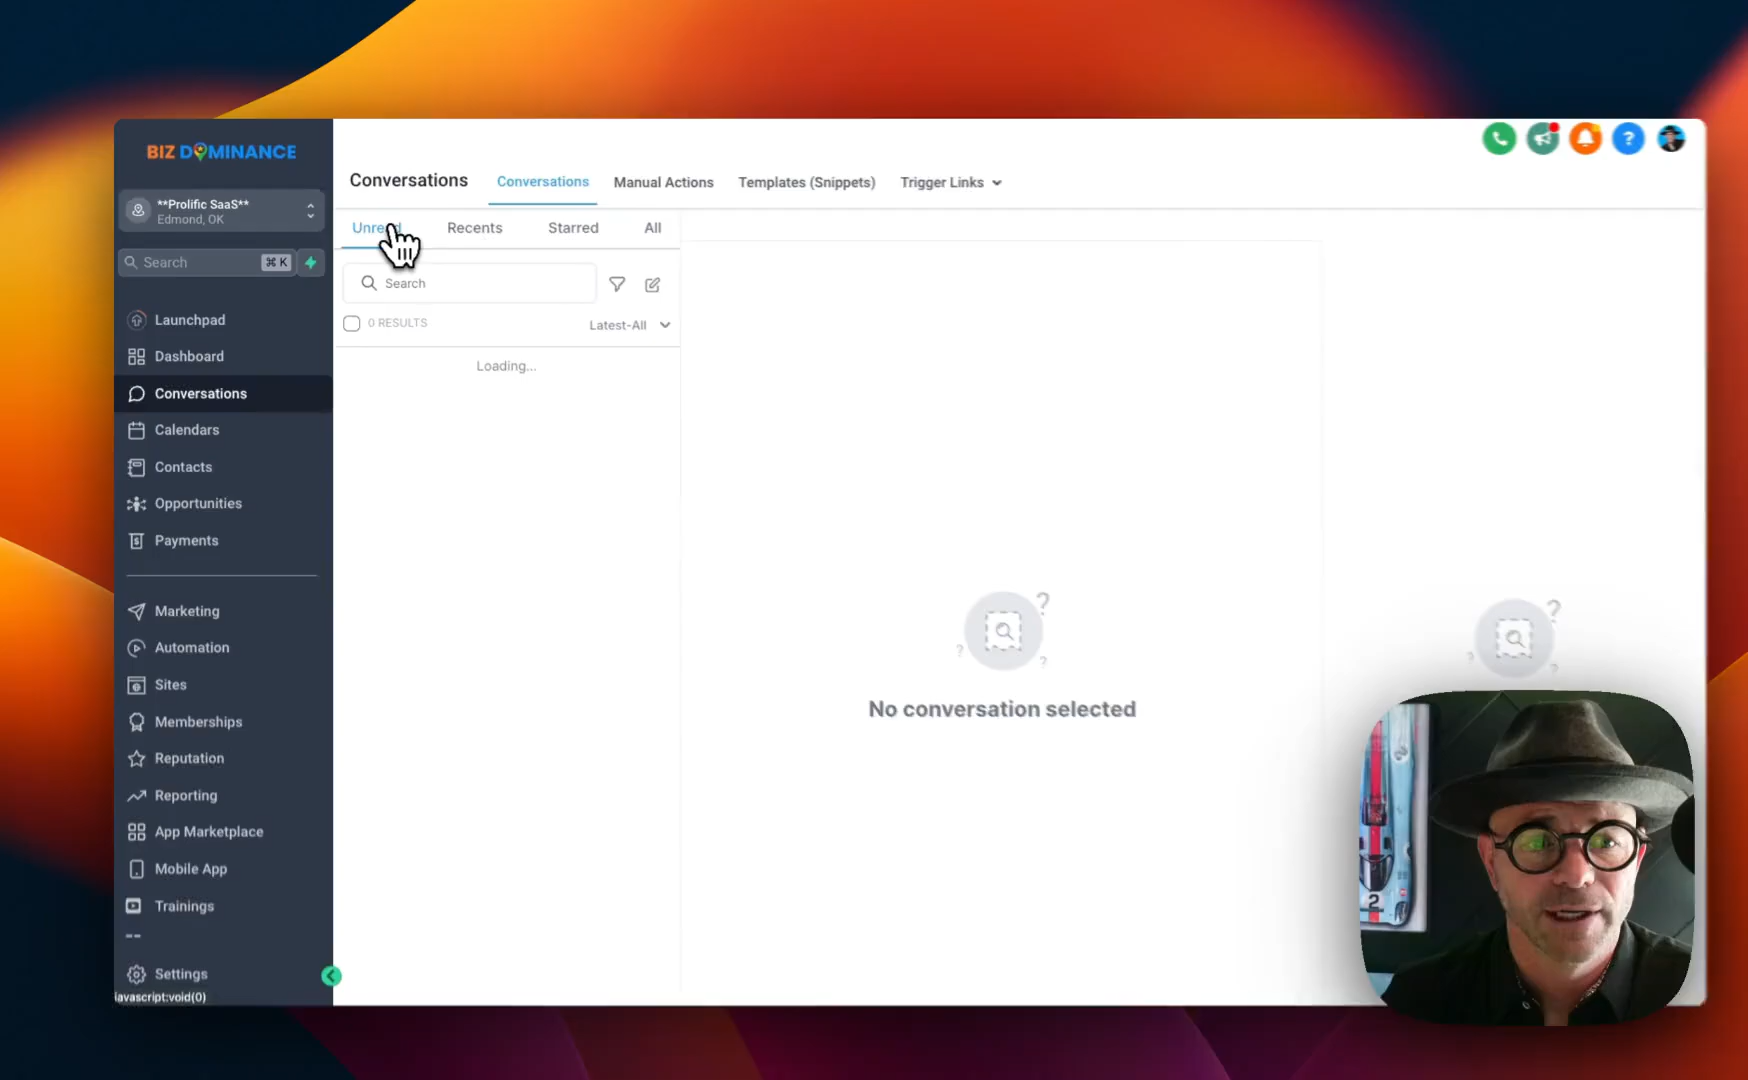 BIZ DOMINANCE
**Prolific SaaS**
Edmond, OK
Search ⌘ K
Launchpad
Dashboard
Conversations
Calendars
Contacts
Opportunities
Payments
Marketing
Automation
Sites
Memberships
Reputation
Reporting
App Marketplace
Mobile App
Trainings
--
Settings
javascript:void(0)
Conversations Conversations Manual Actions Templates (Snippets) Trigger Links
Recents Starred All
Search
0 RESULTS Latest-All
Loading...
? ? ?
No conversation selected
? ? ?
?
2